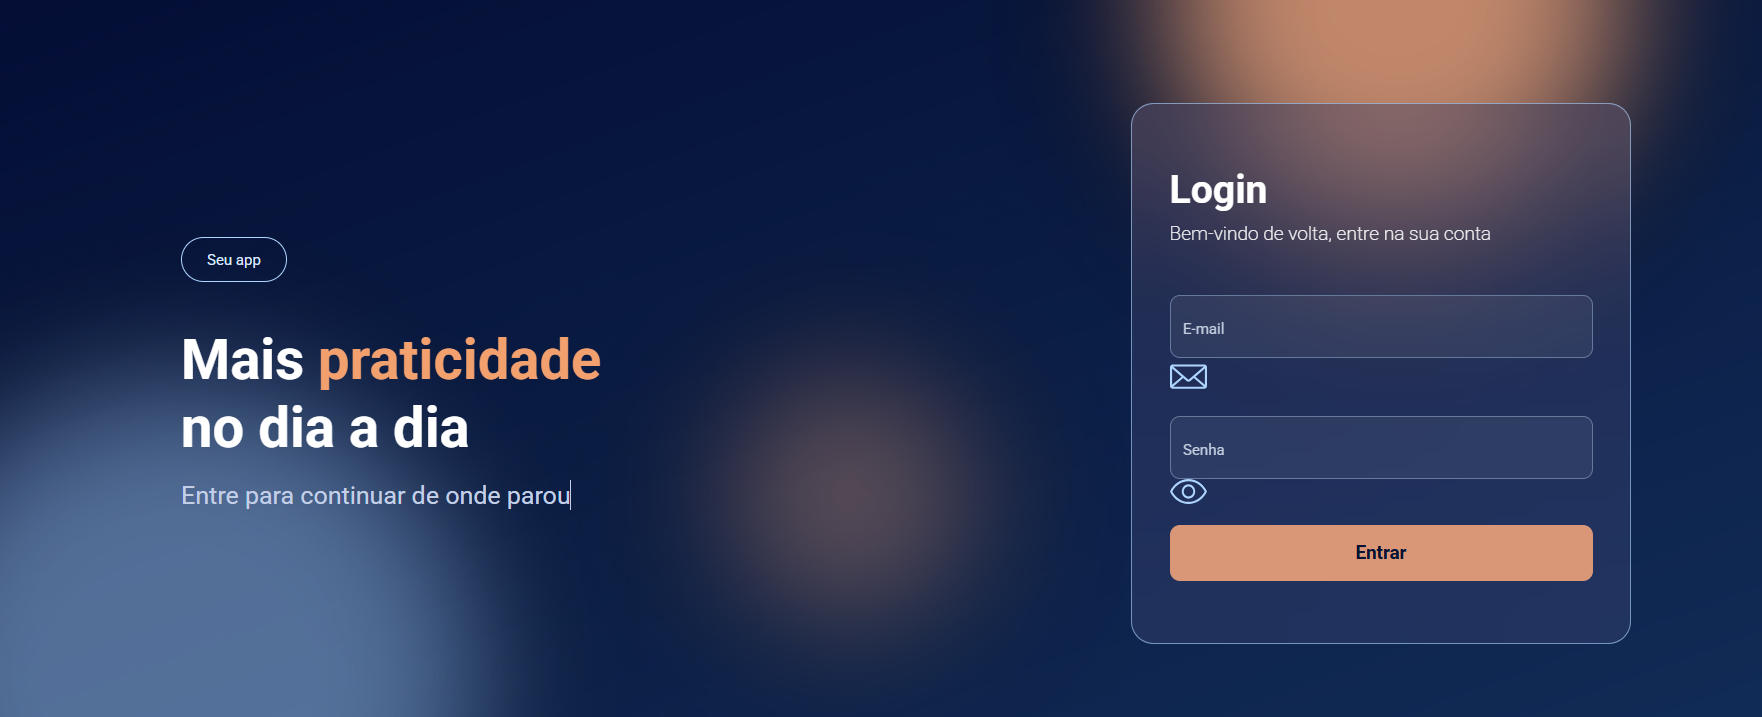 Seu app
Mais praticidade
no dia a dia
Entre para continuar de onde parou
Login
Bem-vindo de volta, entre na sua conta
E-mail
Senha
Entrar